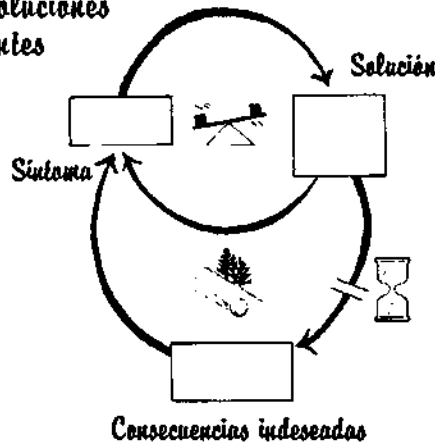 oluciones
ntes
Solución
Síntoma
Consecuencias indeseadas